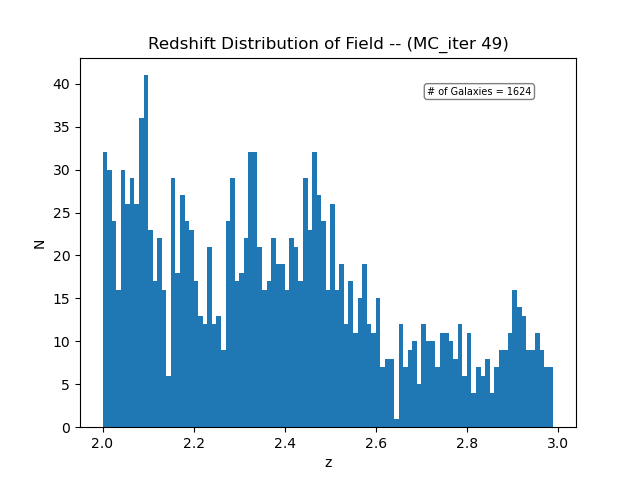 Redshift Distribution of Field -- (MC_iter 49)
# of Galaxies = 1624
40
35
30
25
20
15
10
5
0
N
2.0 2.2 2.4 2.6 2.8 3.0
z